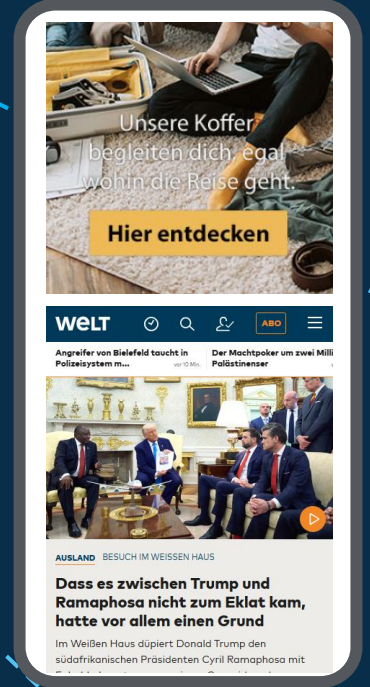 Unsere Koffer
begleiten dich, egal
wohin die Reise geht.
Hier entdecken
WELT
ABO
Angreifer von Bielefeld taucht in
Polizeisystem m...
vor 10 Min.
Der Machtpoker um zwei Milli
Palästinenser
AUSLAND BESUCH IM WEISSEN HAUS
Dass es zwischen Trump und
Ramaphosa nicht zum Eklat kam,
hatte vor allem einen Grund
Im Weißen Haus düpiert Donald Trump den
südafrikanischen Präsidenten Cyril Ramaphosa mit